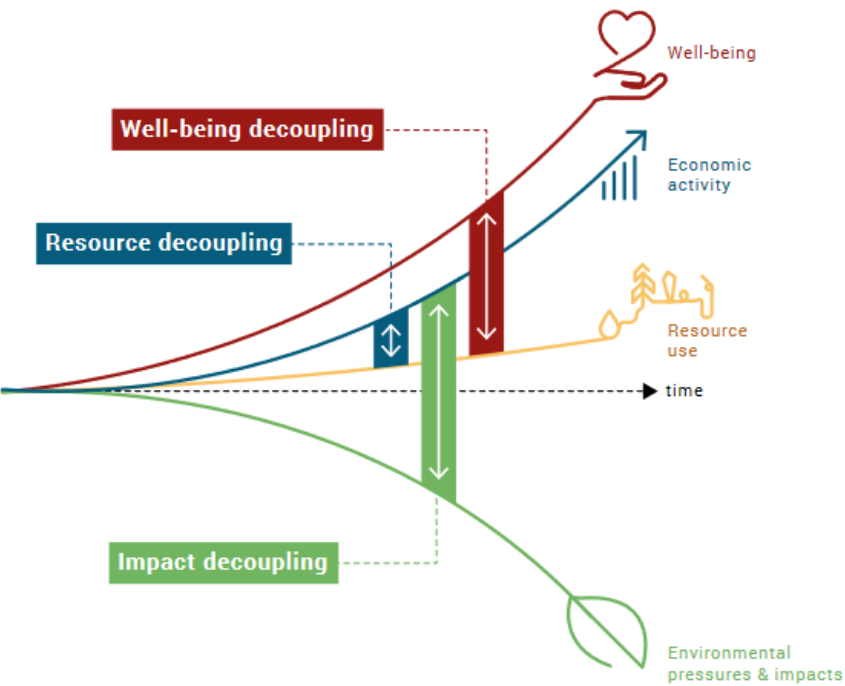 Well-being
Well-being decoupling
Economic
activity
Resource decoupling
Resource
use
time
Impact decoupling
Environmental
pressures & impacts